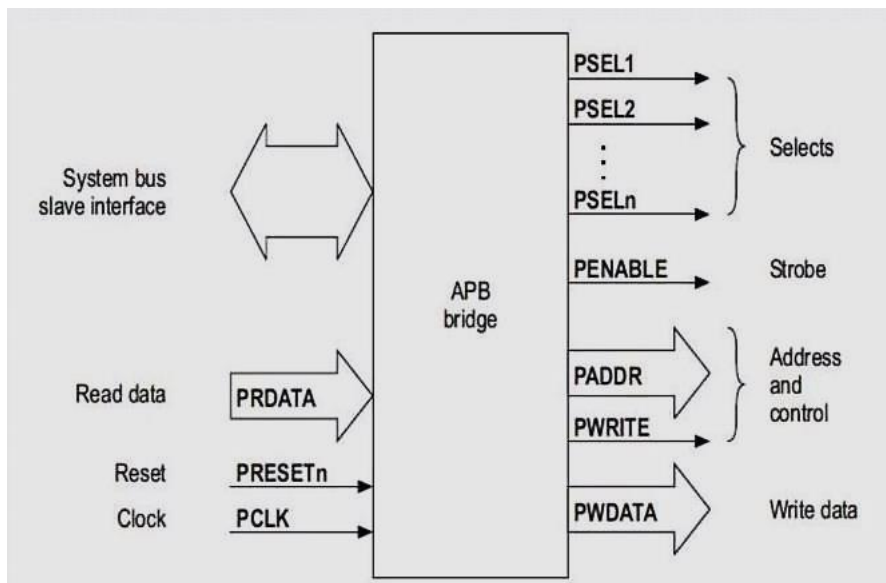 System bus
slave interface
Read data
PRDATA
Reset
PRESETn
Clock
PCLK
APB
bridge
PSEL1
PSEL2
PSELn
Selects
PENABLE
Strobe
PADDR
PWRITE
Address
and
control
PWDATA
Write data